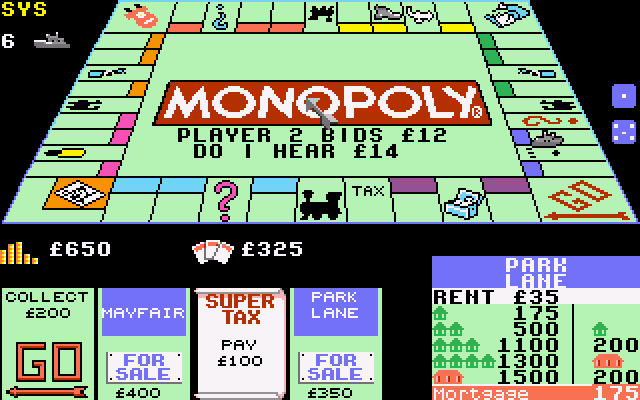 SYS
6
MONOPOLY®
PLAYER 2 BIDS £12
DO I HEAR £14
?
TAX
GO
£650
£325
COLLECT
£200
GO
MAYFAIR
FOR
SALE
£400
SUPER
TAX
PAY
£100
PARK
LANE
FOR
SALE
£350
PARK
LANE
RENT £35
175
500
1100 200
1300
1500 200
Mortgage 175